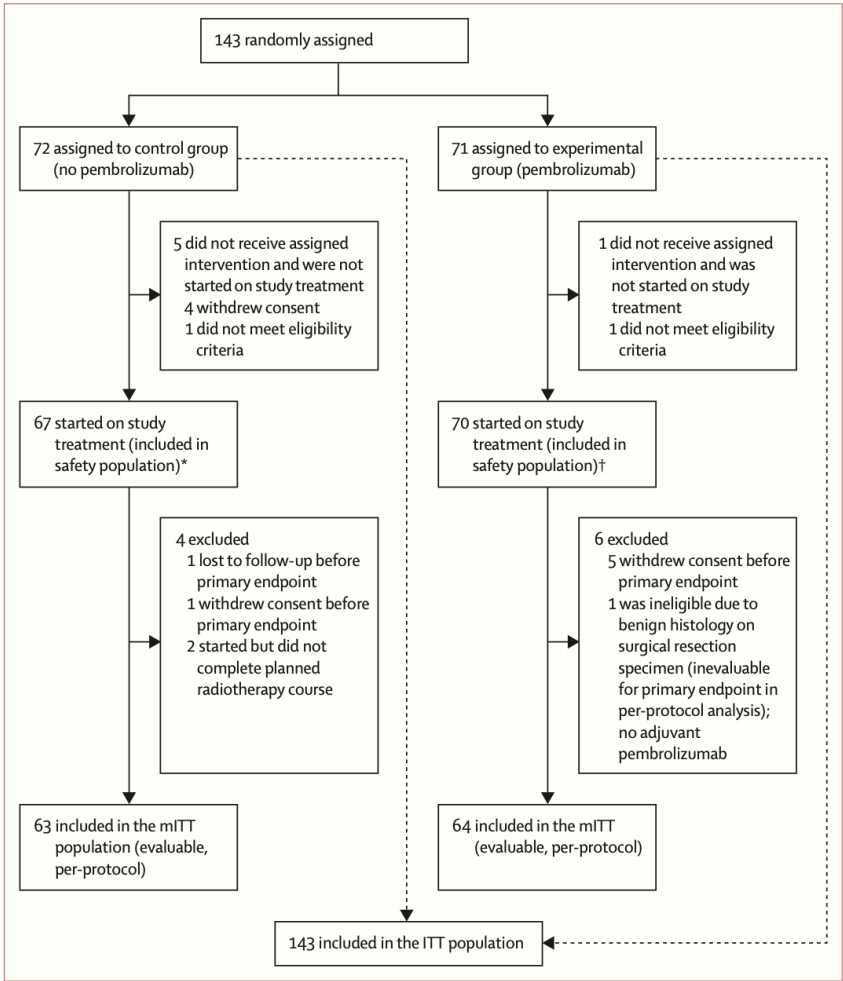 143 randomly assigned
72 assigned to control group
(no pembrolizumab)
71 assigned to experimental
group (pembrolizumab)
5 did not receive assigned
intervention and were not
started on study treatment
4 withdrew consent
1 did not meet eligibility
criteria
1 did not receive assigned
intervention and was
not started on study
treatment
1 did not meet eligibility
criteria
67 started on study
treatment (included in
safety population)*
70 started on study
treatment (included in
safety population)†
4 excluded
1 lost to follow-up before
primary endpoint
1 withdrew consent before
primary endpoint
2 started but did not
complete planned
radiotherapy course
6 excluded
5 withdrew consent before
primary endpoint
1 was ineligible due to
benign histology on
surgical resection
specimen (inevaluable
for primary endpoint in
per-protocol analysis);
no adjuvant
pembrolizumab
63 included in the mITT
population (evaluable,
per-protocol)
64 included in the mITT
(evaluable, per-protocol)
143 included in the ITT population